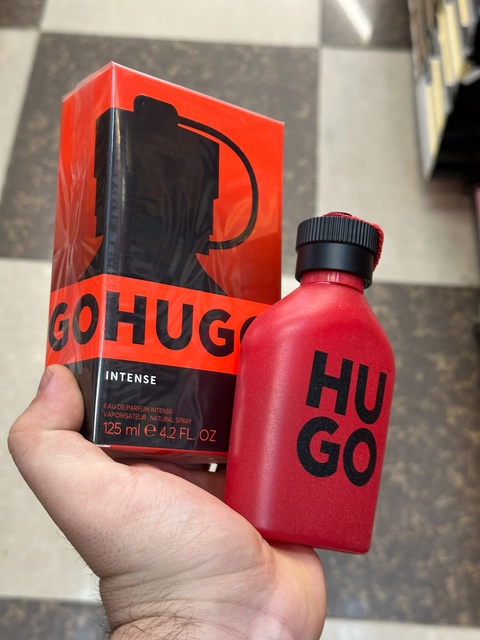 GOHUGO
INTENSE
EAU DE PARFUM INTENSE
VAPORISATEUR NATURAL SPRAY
125 ml e 4.2 FL. OZ
HU
GO